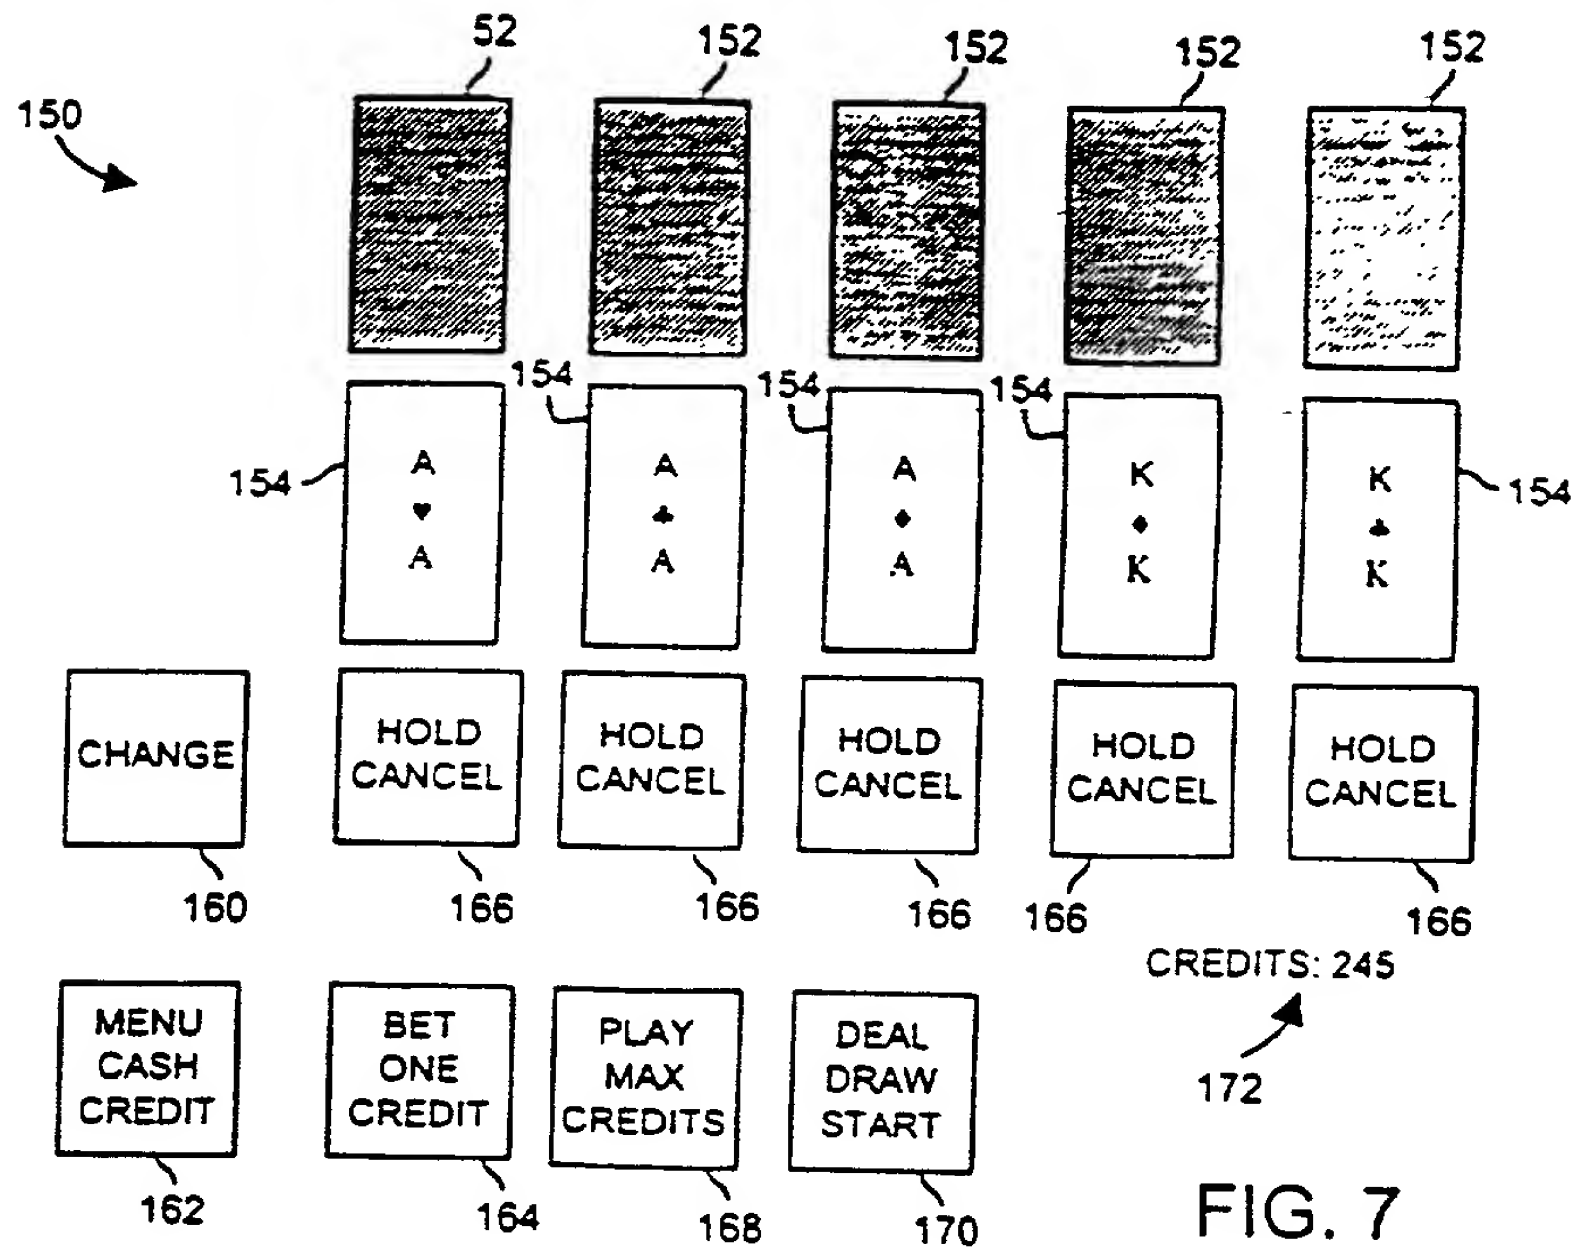 52 152 152 152 152
150
154 154 154
A A A K K
154 154
A A A K K
CHANGE
HOLD
CANCEL
HOLD
CANCEL
HOLD
CANCEL
HOLD
CANCEL
HOLD
CANCEL
160 166 166 166 166 166
CREDITS: 245
172
MENU
CASH
CREDIT
BET
ONE
CREDIT
PLAY
MAX
CREDITS
DEAL
DRAW
START
162 164 168 170
FIG. 7